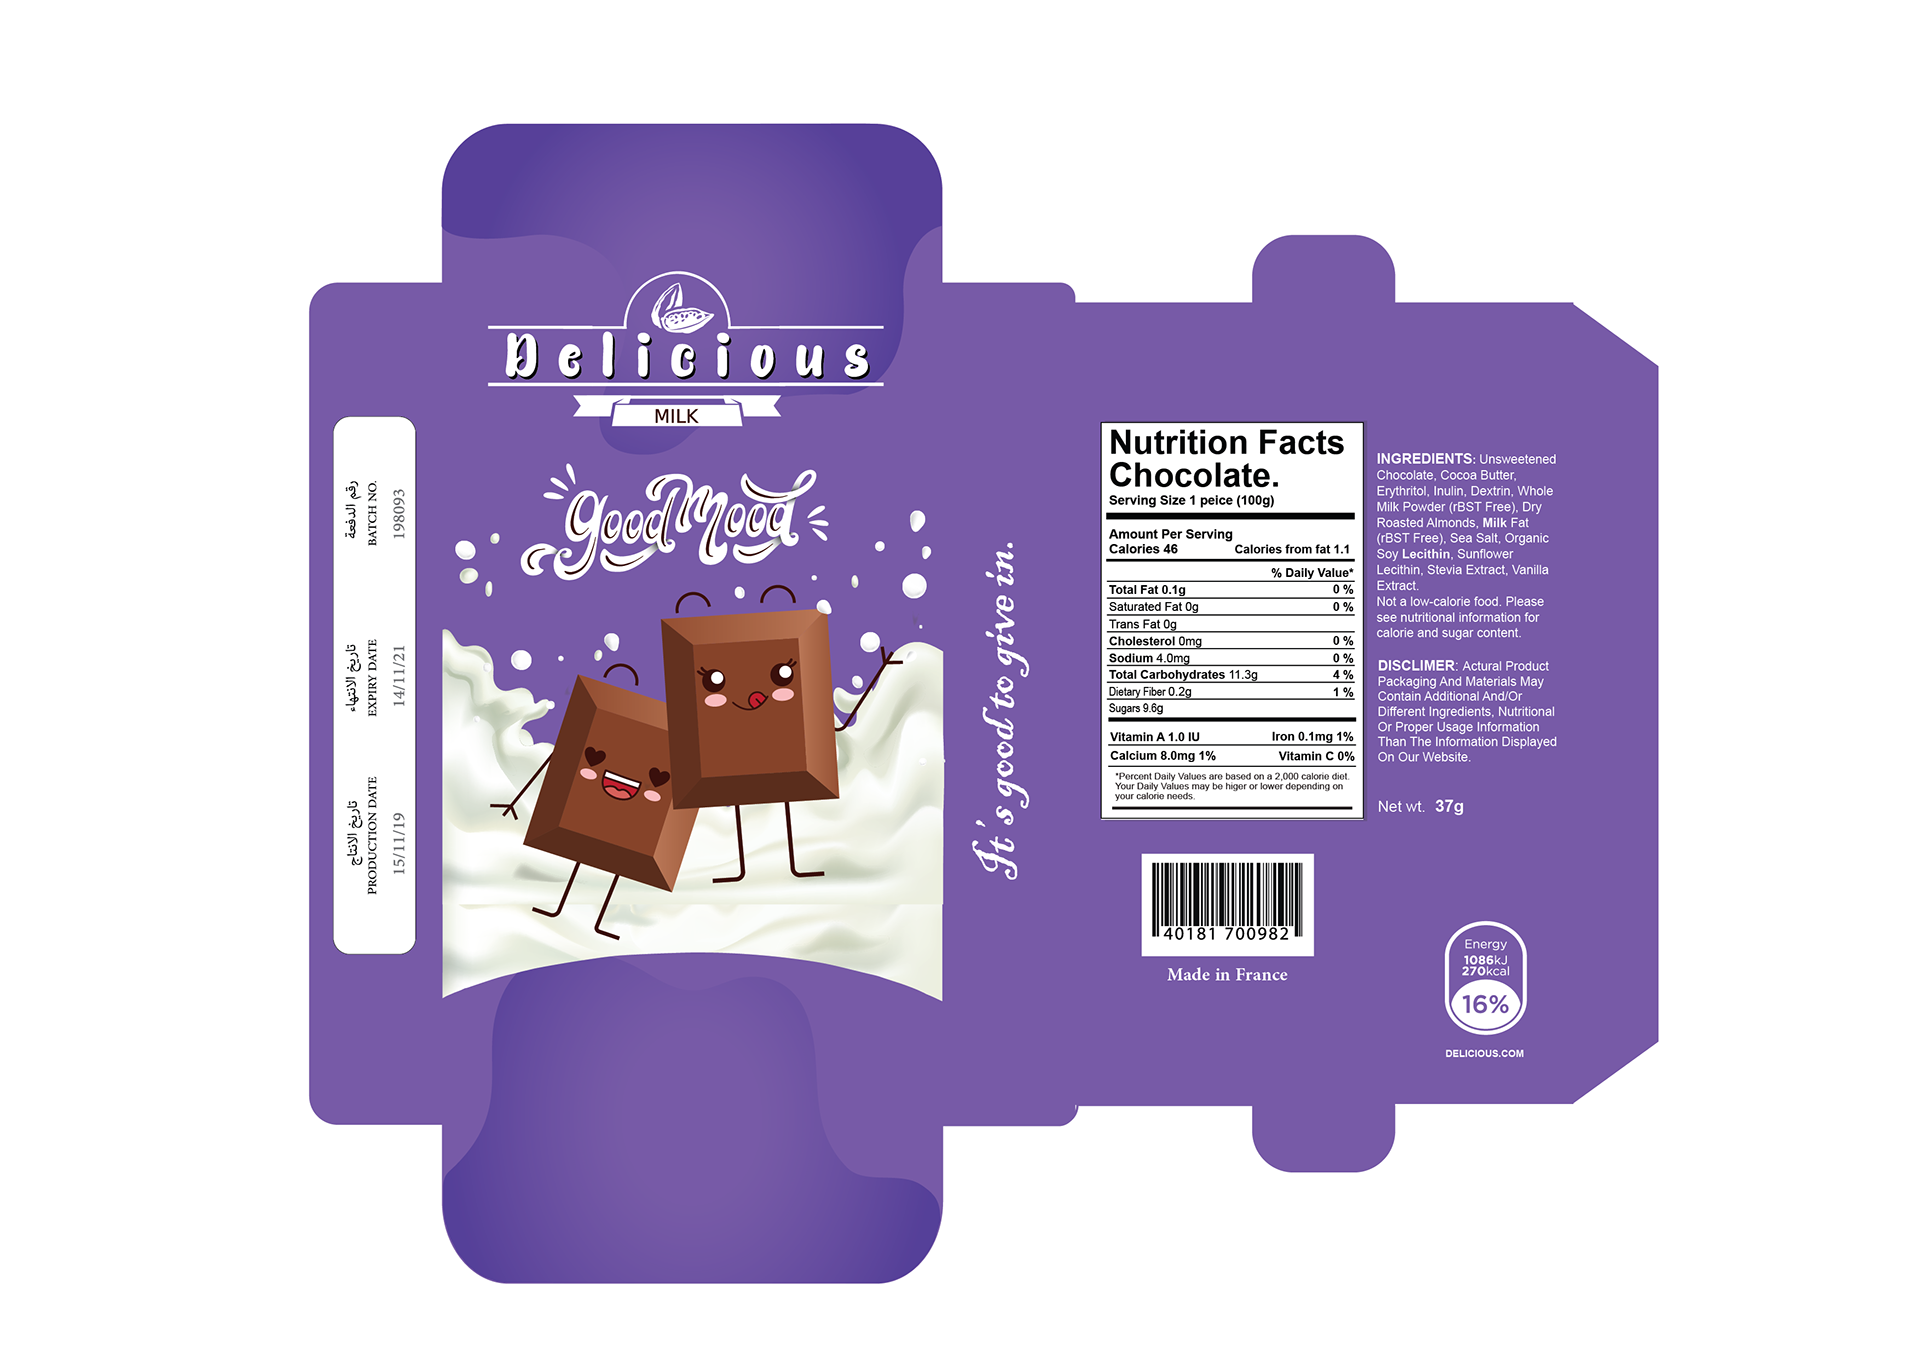 Delicious
MILK
good Mood
رقم الدفعة
BATCH NO.
198093
تاريخ الانتهاء
EXPIRY DATE
14/11/21
تاريخ الانتاج
PRODUCTION DATE
15/11/19
It's good to give in.
Nutrition Facts
Chocolate.
Serving Size 1 peice (100g)
Amount Per Serving
Calories 46 Calories from fat 1.1
% Daily Value*
Total Fat 0.1g 0 %
Saturated Fat 0g 0 %
Trans Fat 0g
Cholesterol 0mg 0 %
Sodium 4.0mg 0 %
Total Carbohydrates 11.3g 4 %
Dietary Fiber 0.2g 1 %
Sugars 9.6g
Vitamin A 1.0 IU Iron 0.1mg 1%
Calcium 8.0mg 1% Vitamin C 0%
*Percent Daily Values are based on a 2,000 calorie diet.
Your Daily Values may be higer or lower depending on
your calorie needs.
INGREDIENTS: Unsweetened
Chocolate, Cocoa Butter,
Erythritol, Inulin, Dextrin, Whole
Milk Powder (rBST Free), Dry
Roasted Almonds, Milk Fat
(rBST Free), Sea Salt, Organic
Soy Lecithin, Sunflower
Lecithin, Stevia Extract, Vanilla
Extract.
Not a low-calorie food. Please
see nutritional information for
calorie and sugar content.
DISCLIMER: Actural Product
Packaging And Materials May
Contain Additional And/Or
Different Ingredients, Nutritional
Or Proper Usage Information
Than The Information Displayed
On Our Website.
Net wt. 37g
40181 700982
Made in France
Energy
1086kJ
270kcal
16%
DELICIOUS.COM